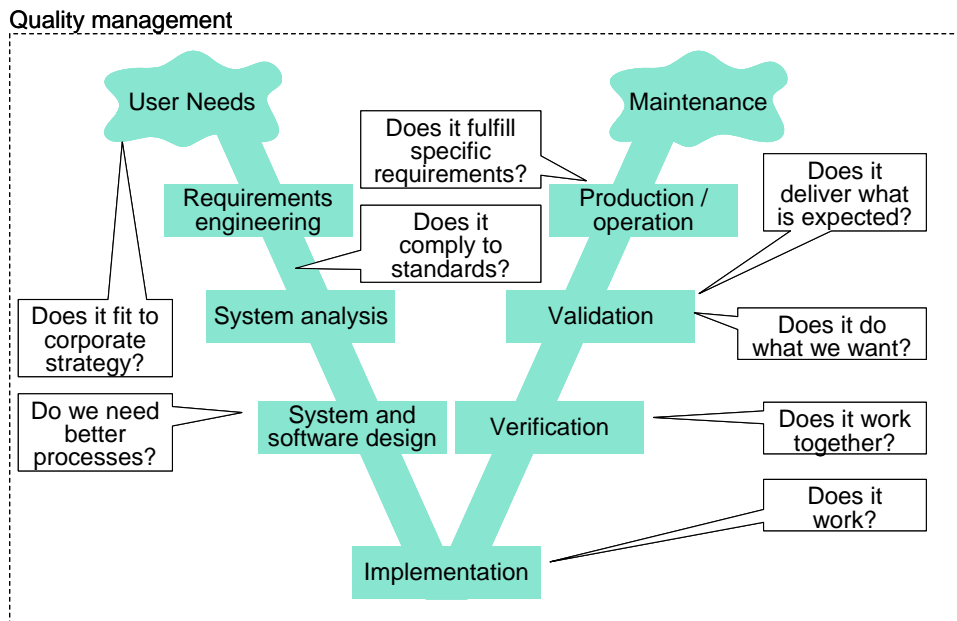 Quality management
User Needs
Maintenance
Does it fulfill
specific
requirements?
Does it
deliver what
is expected?
Requirements
engineering
Production /
operation
Does it
comply to
standards?
Does it fit to
corporate
strategy?
System analysis
Validation
Does it do
what we want?
Do we need
better
processes?
System and
software design
Verification
Does it work
together?
Does it
work?
Implementation